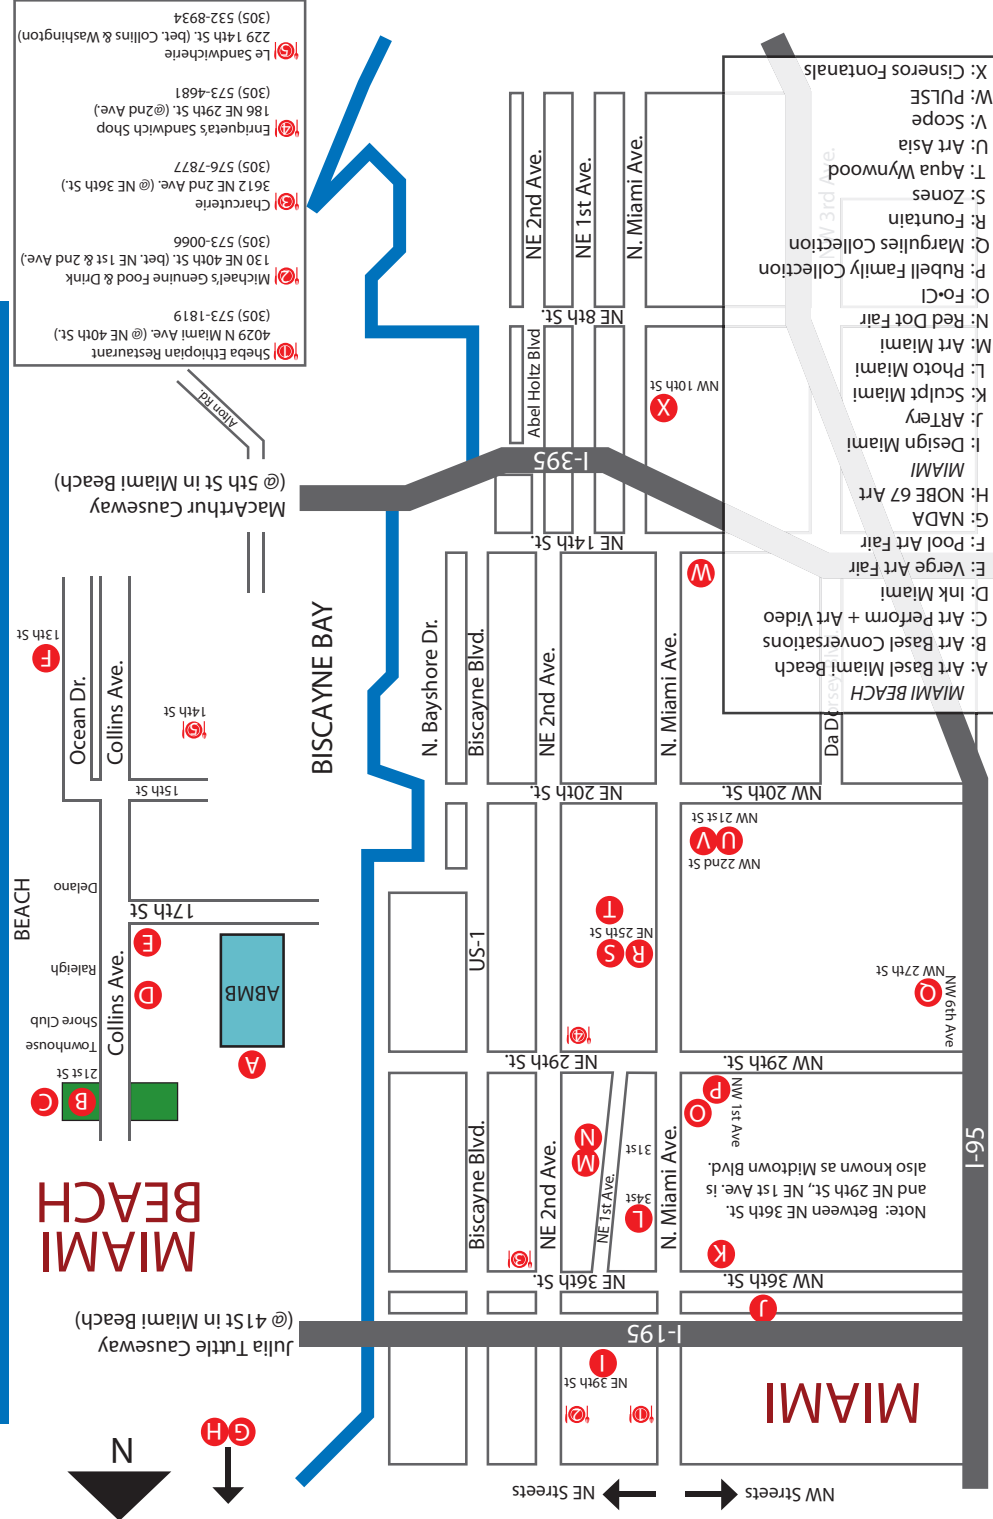 NW Streets
NE Streets
N
G
H
MIAMI
1
2
NE 39th St
I
I-195
Julia Tuttle Causeway
(@ 41St in Miami Beach)
J
NW 36th St.
NE 36th St.
K
3
MIAMI
BEACH
Note: Between NE 36th St.
and NE 29th St., NE 1st Ave. is
also known as Midtown Blvd.
34st
L
31st
M
N
NE 1st Ave.
N. Miami Ave.
NE 2nd Ave.
Biscayne Blvd.
I-95
NW 1st Ave
O
P
21st St
B
C
Townhouse
Shore Club
Raleigh
Delano
NW 29th St.
NE 29th St.
4
A
ABMB
D
E
Collins Ave.
BEACH
NW 6th Ave
NW 27th St
Q
R
S
NE 25th St
T
US-1
17th St
NW 22nd St
U
V
NW 21st St
NW 20th St.
NE 20th St.
15th St
14th St
5
13th St
F
Ocean Dr.
Collins Ave.
BISCAYNE BAY
N. Bayshore Dr.
Biscayne Blvd.
NE 2nd Ave.
N. Miami Ave.
Da Dorsey Blvd.
W
NE 14th St.
I-395
MacArthur Causeway
(@ 5th St in Miami Beach)
Alton Rd.
X
NW 10th St
Abel Holtz Blvd
NE 8th St.
NE 2nd Ave.
NE 1st Ave.
N. Miami Ave.
NW 3rd Ave.
MIAMI BEACH
A: Art Basel Miami Beach
B: Art Basel Conversations
C: Art Perform + Art Video
D: Ink Miami
E: Verge Art Fair
F: Pool Art Fair
G: NADA
H: NOBE 67 Art
MIAMI
I: Design Miami
J: ARTery
K: Sculpt Miami
L: Photo Miami
M: Art Miami
N: Red Dot Fair
O: Fo•CI
P: Rubell Family Collection
Q: Margulies Collection
R: Fountain
S: Zones
T: Aqua Wynwood
U: Art Asia
V: Scope
W: PULSE
X: Cisneros Fontanals
1 Sheba Ethiopian Restaurant
4029 N Miami Ave. (@ NE 40th St.)
(305) 573-1819
2 Michael's Genuine Food & Drink
130 NE 40th St. (bet. NE 1st & 2nd Ave.)
(305) 573-0066
3 Charcuterie
3612 NE 2nd Ave. (@ NE 36th St.)
(305) 576-7877
4 Enriqueta's Sandwich Shop
186 NE 29th St. (@2nd Ave.)
(305) 573-4681
5 Le Sandwicherie
229 14th St. (bet. Collins & Washington)
(305) 532-8934